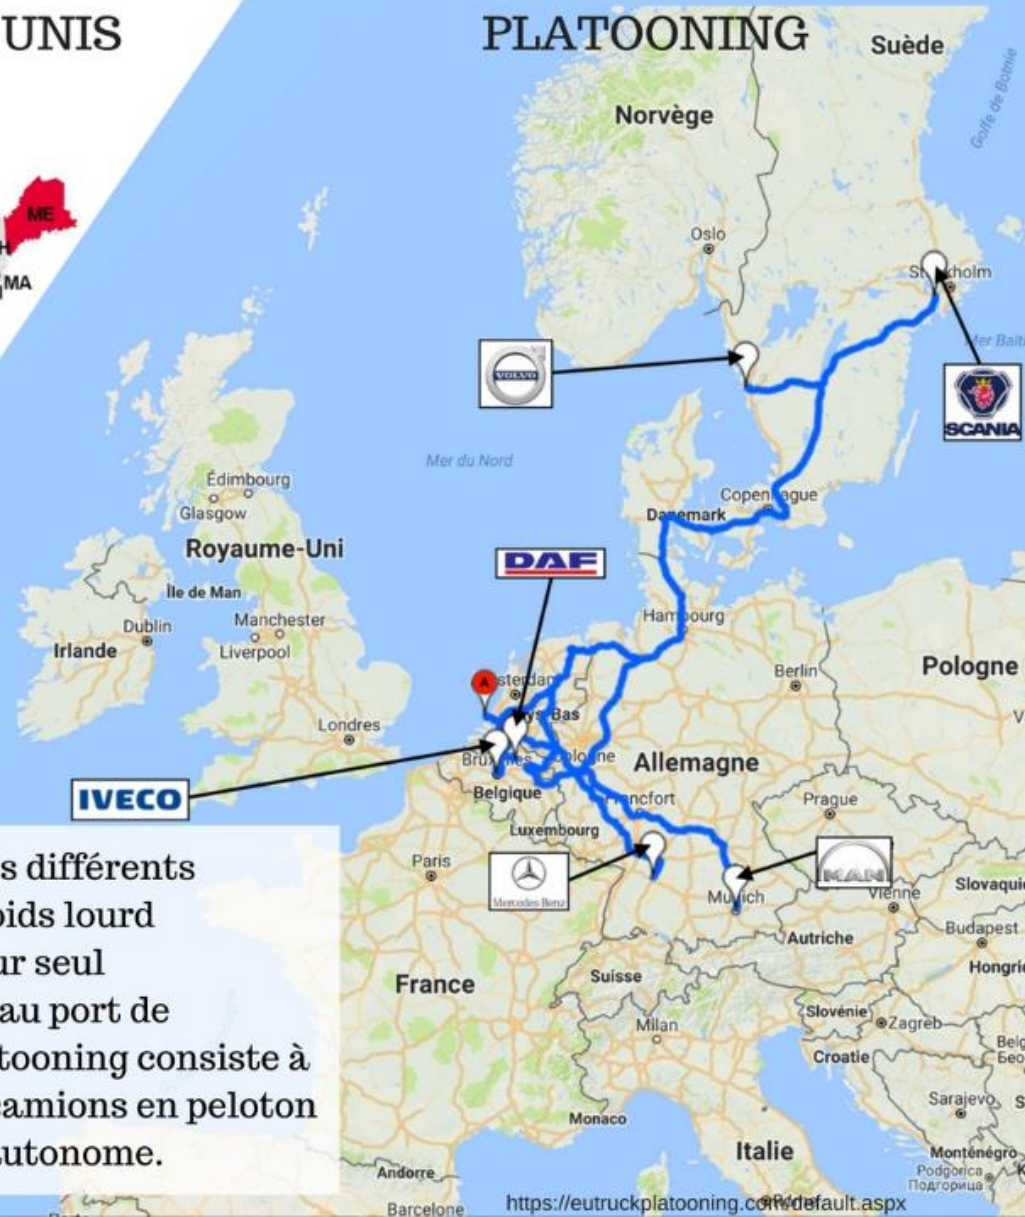 UNIS
PLATOONING
Suède
Golfe de Botnie
Norvège
ME
H
MA
Oslo
Stockholm
Mer Balti
VOLVO
SCANIA
Mer du Nord
Édimbourg
Glasgow
Copenhague
Danemark
Royaume-Uni
DAF
Île de Man
Dublin
Manchester
Hambourg
Irlande
Liverpool
Berlin
Pologne
A
Amsterdam
Pays-Bas
Londres
Bruxelles
Cologne
Allemagne
IVECO
Belgique
Francfort
Prague
Luxembourg
Paris
Mercedes-Benz
MAN
Munich
Vienne
Slovaquie
s différents
oids lourd
ur seul
au port de
tooning consiste à
camions en peloton
utonome.
Budapest
Autriche
Hongrie
France
Suisse
Slovénie
Zagreb
Milan
Croatie
Belg
Бео
Sarajevo
S
Monaco
Italie
Monténégro
K
Podgorica
Подгорица
Andorre
Barcelone
Rome
https://eutruckplatooning.com/default.aspx